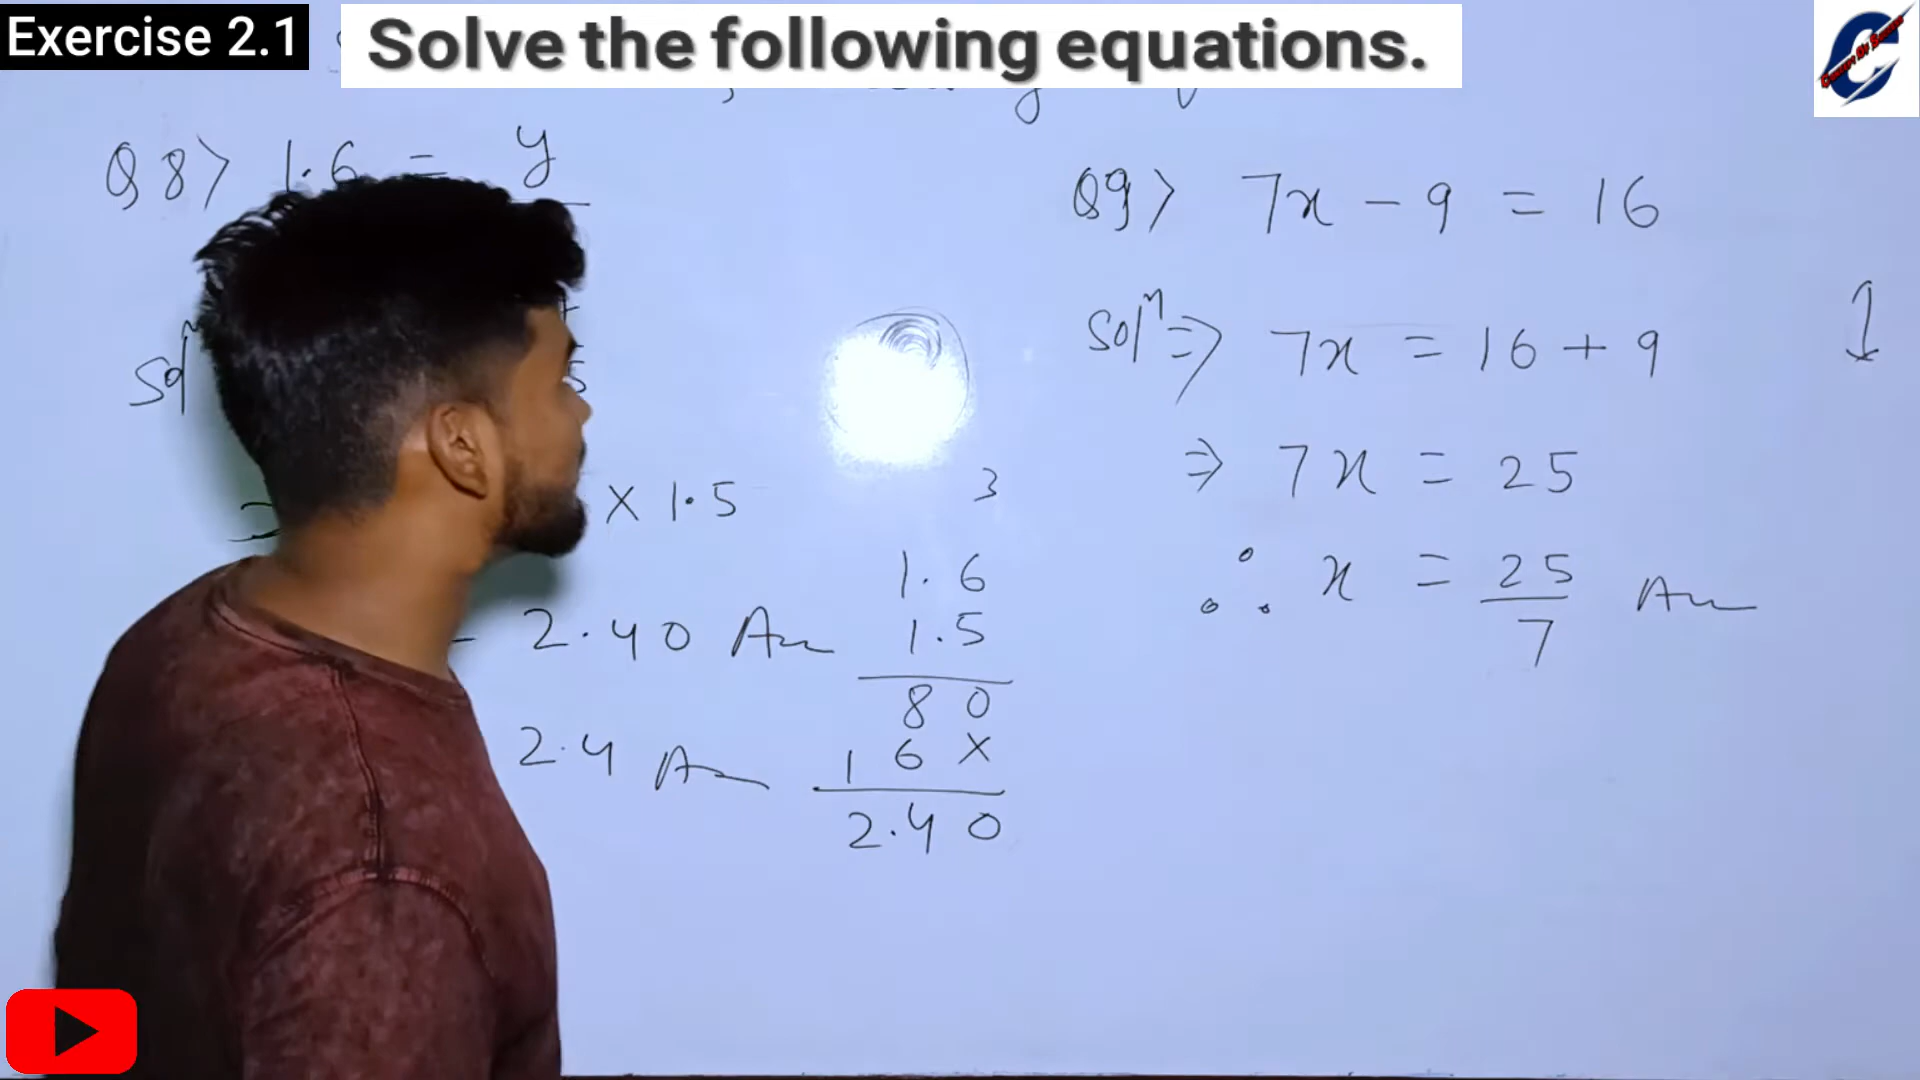 Exercise 2.1
Solve the following equations.
Q8> 1.6 = y
Solⁿ
× 1.5
= 2.40 Ans
2.4 Ans
3
1.6
1.5
80
16×
2.40
Q9> 7x - 9 = 16
Solⁿ ⇒ 7x = 16 + 9
⇒ 7x = 25
∴ x = 25/7 Ans